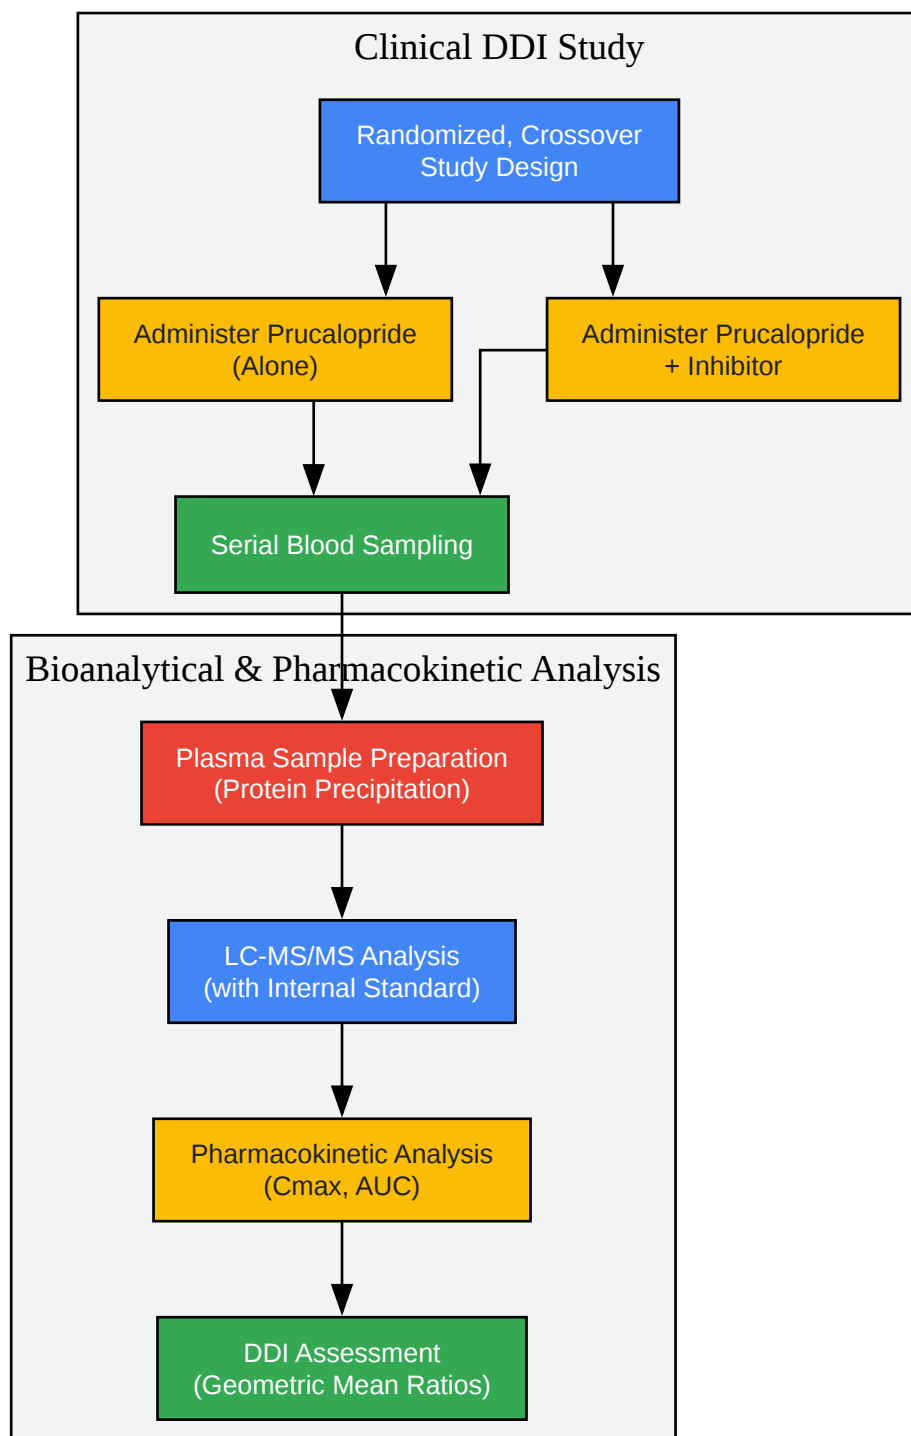 Clinical DDI Study
Randomized, Crossover
Study Design
Administer Prucalopride
(Alone)
Administer Prucalopride
+ Inhibitor
Serial Blood Sampling
Bioanalytical & Pharmacokinetic Analysis
Plasma Sample Preparation
(Protein Precipitation)
LC-MS/MS Analysis
(with Internal Standard)
Pharmacokinetic Analysis
(Cmax, AUC)
DDI Assessment
(Geometric Mean Ratios)